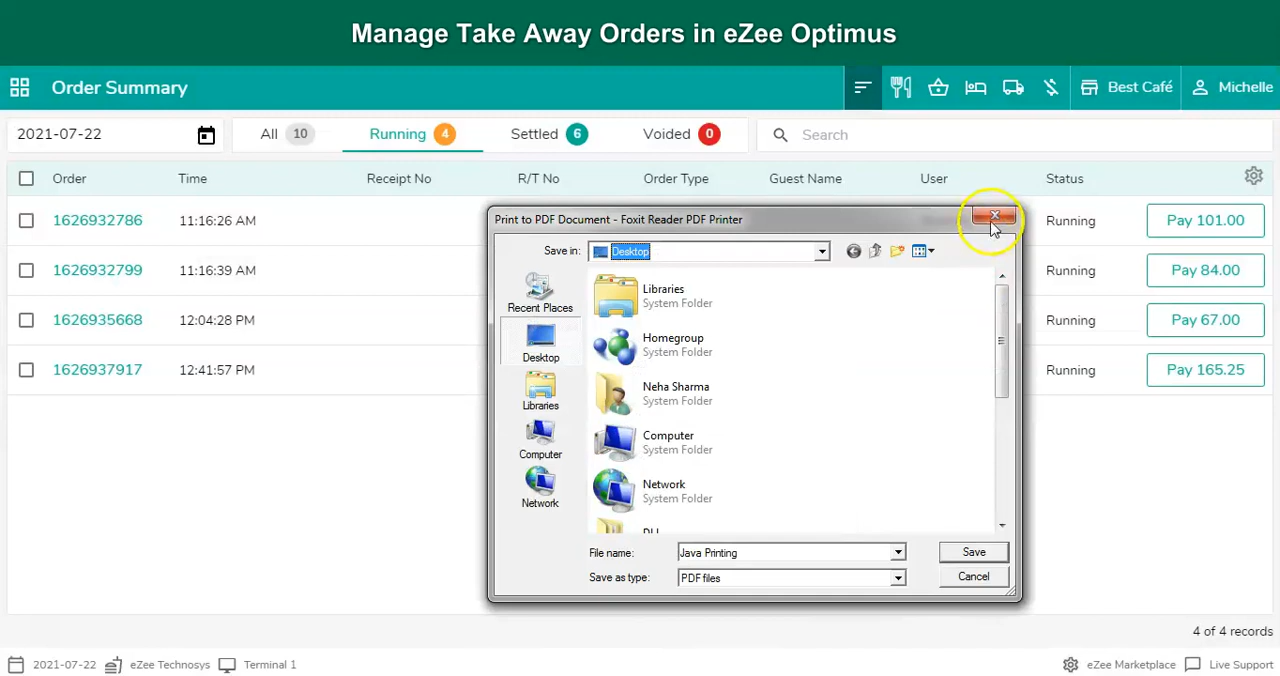 Manage Take Away Orders in eZee Optimus
Order Summary
Best Café
Michelle
2021-07-22
All 10
Running 4
Settled 6
Voided 0
Search
Order Time Receipt No R/T No Order Type Guest Name User Status
1626932786 11:16:26 AM Running Pay 101.00
1626932799 11:16:39 AM Running Pay 84.00
1626935668 12:04:28 PM Running Pay 67.00
1626937917 12:41:57 PM Running Pay 165.25
Print to PDF Document - Foxit Reader PDF Printer
Save in: Desktop
Recent Places
Desktop
Libraries
Computer
Network
Libraries
System Folder
Homegroup
System Folder
Neha Sharma
System Folder
Computer
System Folder
Network
System Folder
File name: Java Printing Save
Save as type: PDF files Cancel
4 of 4 records
2021-07-22 eZee Technosys Terminal 1 eZee Marketplace Live Support